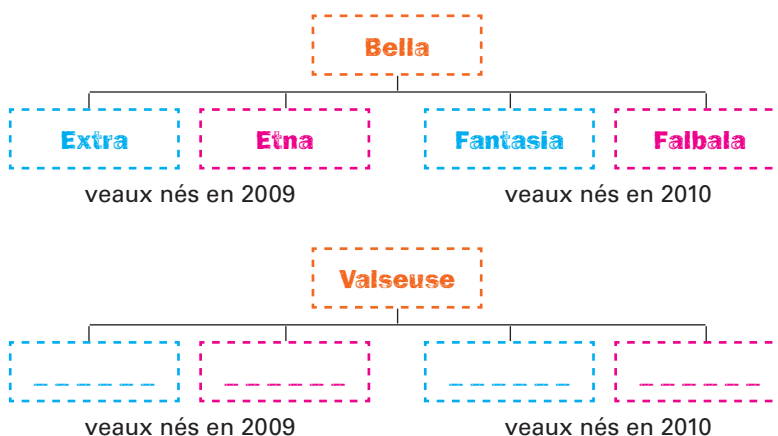 Bella
Extra Etna Fantasia Falbala
veaux nés en 2009 veaux nés en 2010
Valseuse
_ _ _ _ _ _ _ _ _ _ _ _ _ _ _ _ _ _ _ _ _ _ _ _
veaux nés en 2009 veaux nés en 2010